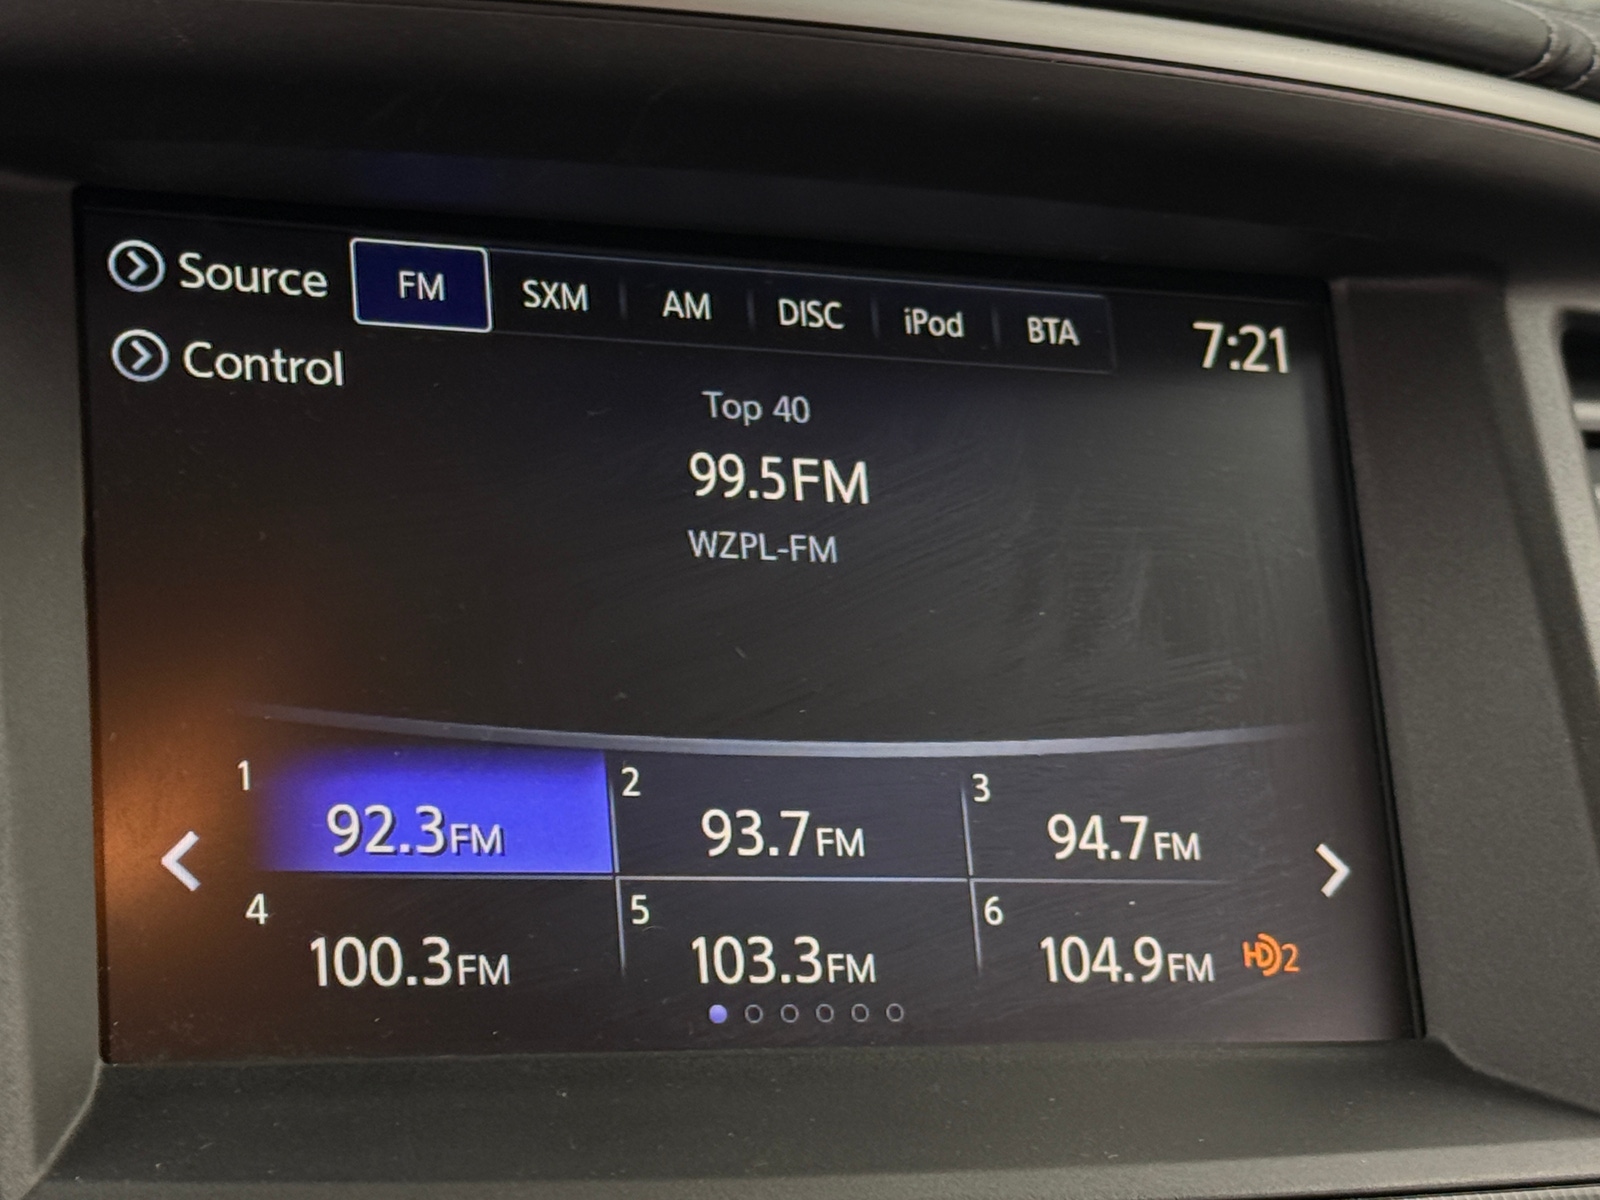 Source FM SXM AM DISC iPod BTA 7:21
Control
Top 40
99.5FM
WZPL-FM
1 92.3FM 2 93.7FM 3 94.7FM
4 100.3FM 5 103.3FM 6 104.9FM HD2